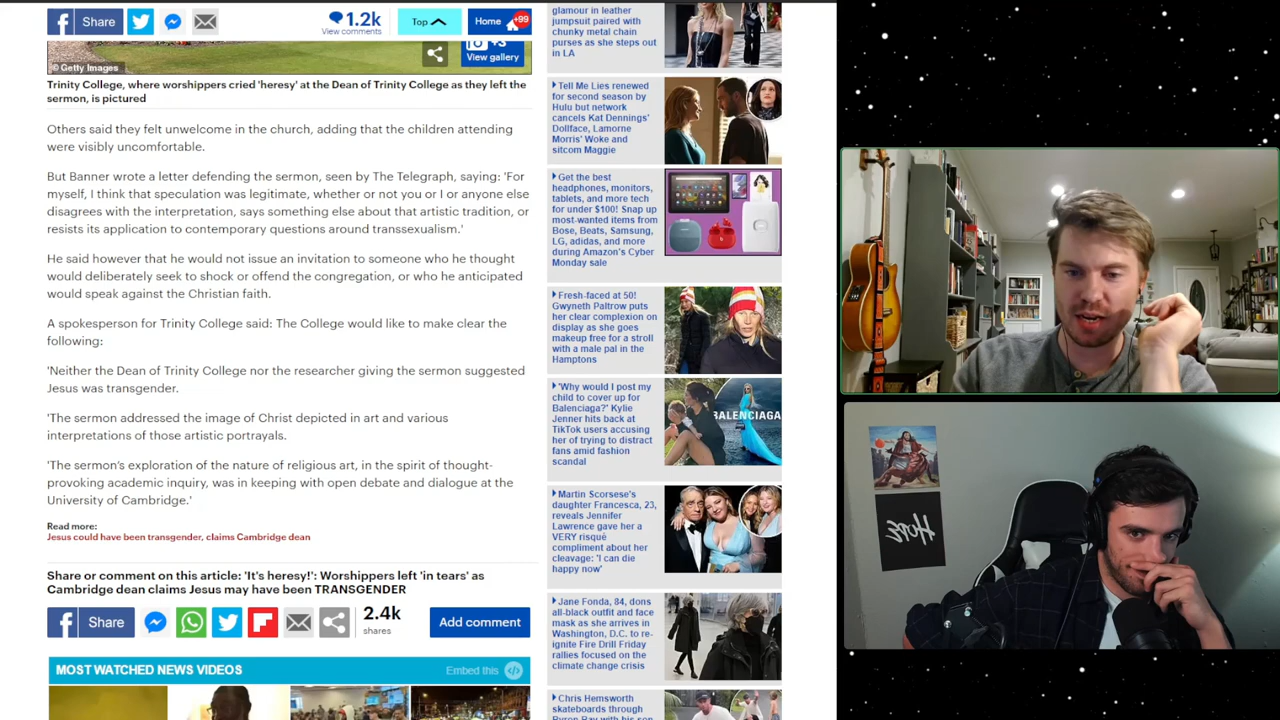 Share
1.2k
View comments
Top
Home
+99
© Getty Images
View gallery
Trinity College, where worshippers cried 'heresy' at the Dean of Trinity College as they left the
sermon, is pictured
Others said they felt unwelcome in the church, adding that the children attending
were visibly uncomfortable.
But Banner wrote a letter defending the sermon, seen by The Telegraph, saying: 'For
myself, I think that speculation was legitimate, whether or not you or I or anyone else
disagrees with the interpretation, says something else about that artistic tradition, or
resists its application to contemporary questions around transsexualism.'
He said however that he would not issue an invitation to someone who he thought
would deliberately seek to shock or offend the congregation, or who he anticipated
would speak against the Christian faith.
A spokesperson for Trinity College said: The College would like to make clear the
following:
'Neither the Dean of Trinity College nor the researcher giving the sermon suggested
Jesus was transgender.
'The sermon addressed the image of Christ depicted in art and various
interpretations of those artistic portrayals.
'The sermon's exploration of the nature of religious art, in the spirit of thought-
provoking academic inquiry, was in keeping with open debate and dialogue at the
University of Cambridge.'
Read more:
Jesus could have been transgender, claims Cambridge dean
Share or comment on this article: 'It's heresy!': Worshippers left 'in tears' as
Cambridge dean claims Jesus may have been TRANSGENDER
Share
2.4k
shares
Add comment
MOST WATCHED NEWS VIDEOS
Embed this
glamour in leather
jumpsuit paired with
chunky metal chain
purses as she steps out
in LA
Tell Me Lies renewed
for second season by
Hulu but network
cancels Kat Dennings'
Dollface, Lamorne
Morris' Woke and
sitcom Maggie
Get the best
headphones, monitors,
tablets, and more tech
for under $100! Snap up
most-wanted items from
Bose, Beats, Samsung,
LG, adidas, and more
during Amazon's Cyber
Monday sale
Fresh-faced at 50!
Gwyneth Paltrow puts
her clear complexion on
display as she goes
makeup free for a stroll
with a male pal in the
Hamptons
'Why would I post my
child to cover up for
Balenciaga?' Kylie
Jenner hits back at
TikTok users accusing
her of trying to distract
fans amid fashion
scandal
BALENCIAGA
Martin Scorsese's
daughter Francesca, 23,
reveals Jennifer
Lawrence gave her a
VERY risquè
compliment about her
cleavage: 'I can die
happy now'
Jane Fonda, 84, dons
all-black outfit and face
mask as she arrives in
Washington, D.C. to re-
ignite Fire Drill Friday
rallies focused on the
climate change crisis
Chris Hemsworth
skateboards through
Byron Bay with his son
HOPE